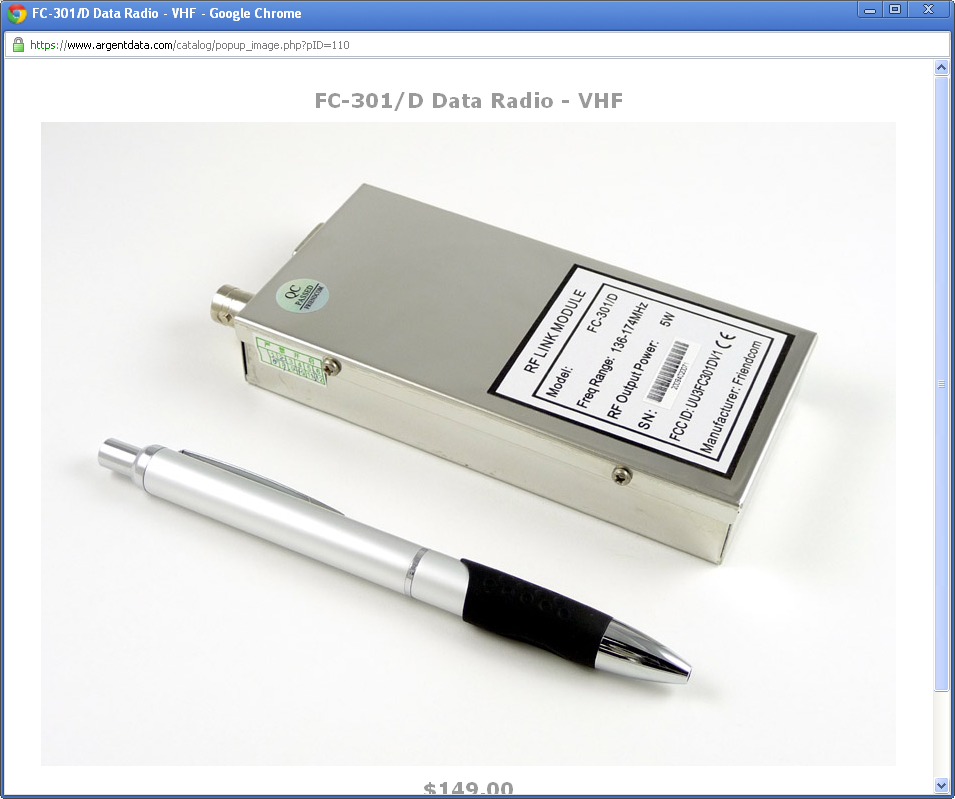 FC-301/D Data Radio - VHF - Google Chrome
https://www.argentdata.com/catalog/popup_image.php?pID=110
FC-301/D Data Radio - VHF
QC
PASSED
FRIENDCOM
RF LINK MODULE
Model: FC-301/D
Freq Range: 136-174MHz
RF Output Power: 5W
SN:
FCC ID: UU3FC301DV1 CE
Manufacturer: Friendcom
$149.00